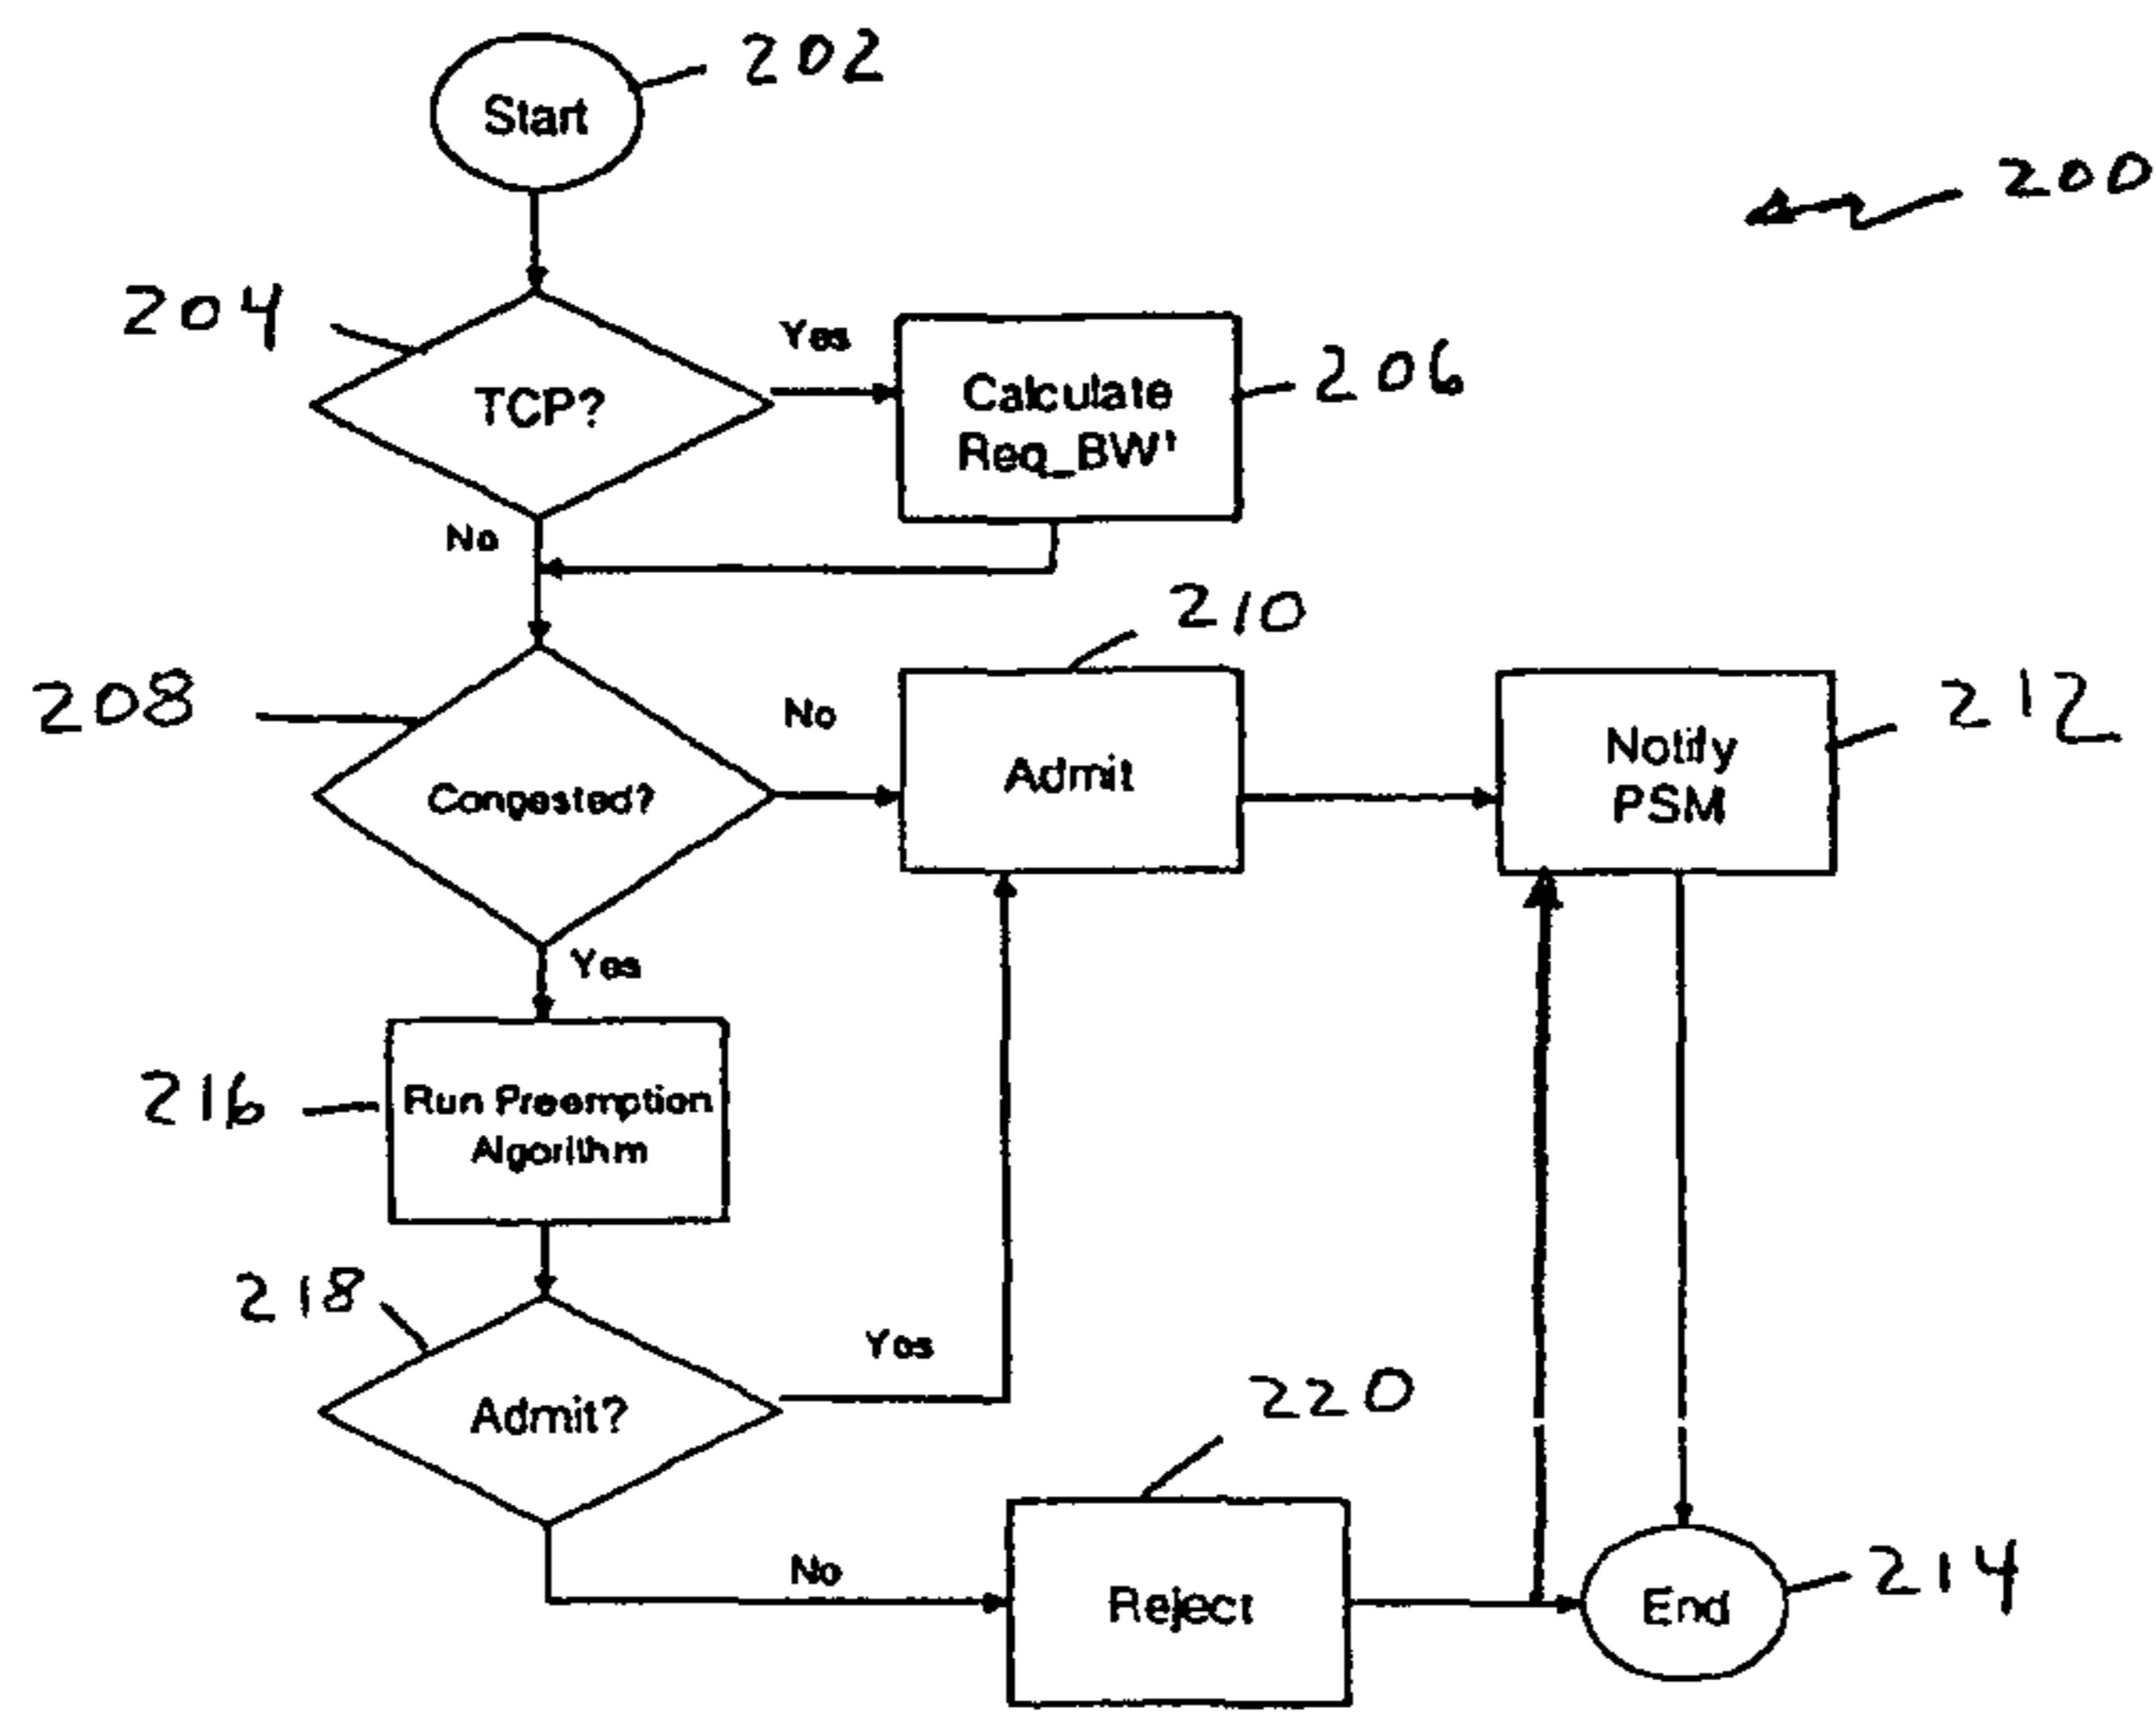 Start
202
200
204
TCP?
Yes
Calculate
Req_BW'
206
No
208
Congested?
No
210
Admit
Notify
PSM
212
Yes
216
Run Preemption
Algorithm
218
Admit?
Yes
220
No
Reject
End
214